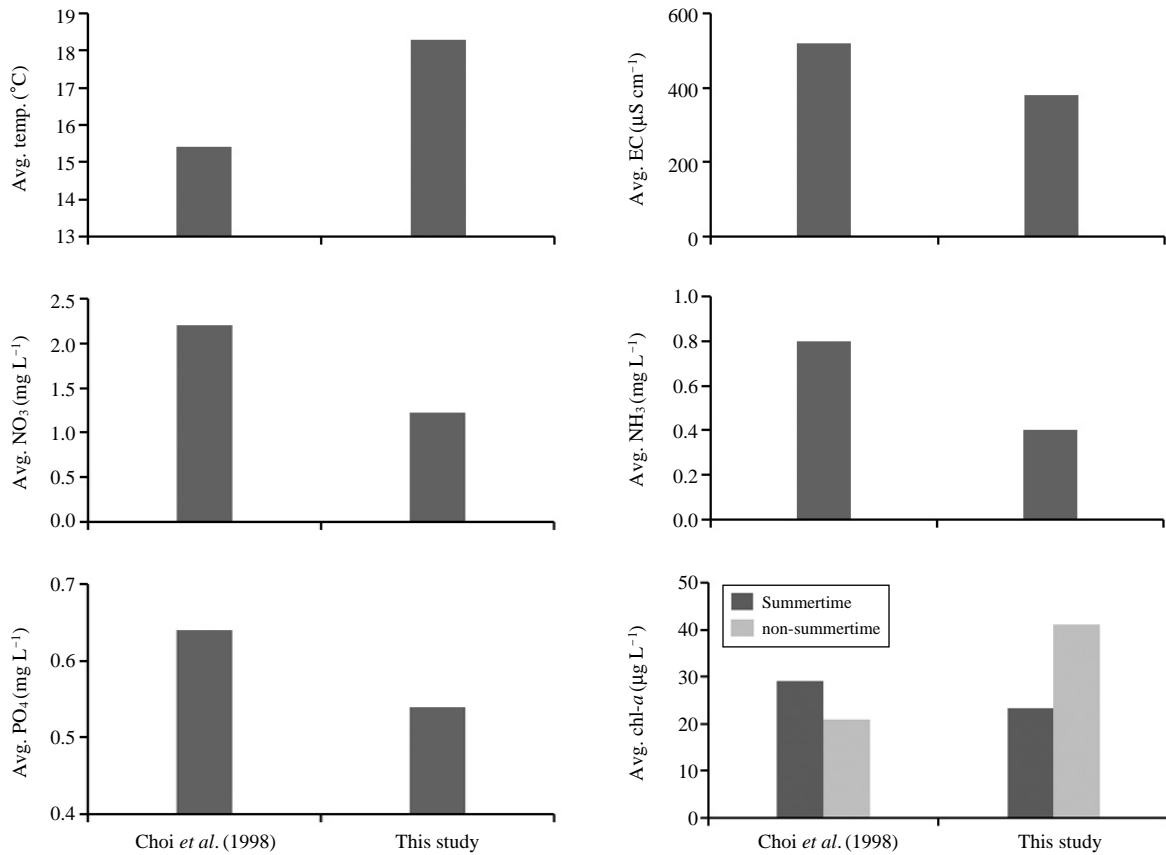 Avg. temp. (°C)
19
18
17
16
15
14
13
Avg. EC (μS cm⁻¹)
600
400
200
0
Avg. NO₃ (mg L⁻¹)
2.5
2.0
1.5
1.0
0.5
0.0
Avg. NH₃ (mg L⁻¹)
1.0
0.8
0.6
0.4
0.2
0.0
Avg. PO₄ (mg L⁻¹)
0.7
0.6
0.5
0.4
Choi et al. (1998)
This study
Avg. chl-a (μg L⁻¹)
50
40
30
20
10
0
Summertime
non-summertime
Choi et al. (1998)
This study